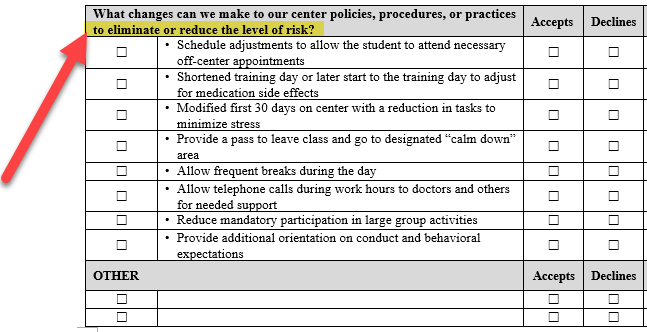 What changes can we make to our center policies, procedures, or practices
to eliminate or reduce the level of risk?
Accepts
Declines
☐ • Schedule adjustments to allow the student to attend necessary ☐ ☐
off-center appointments
☐ • Shortened training day or later start to the training day to adjust ☐ ☐
for medication side effects
☐ • Modified first 30 days on center with a reduction in tasks to ☐ ☐
minimize stress
☐ • Provide a pass to leave class and go to designated “calm down” ☐ ☐
area
☐ • Allow frequent breaks during the day ☐ ☐
☐ • Allow telephone calls during work hours to doctors and others ☐ ☐
for needed support
☐ • Reduce mandatory participation in large group activities ☐ ☐
☐ • Provide additional orientation on conduct and behavioral ☐ ☐
expectations
OTHER Accepts Declines
☐ ☐ ☐
☐ ☐ ☐